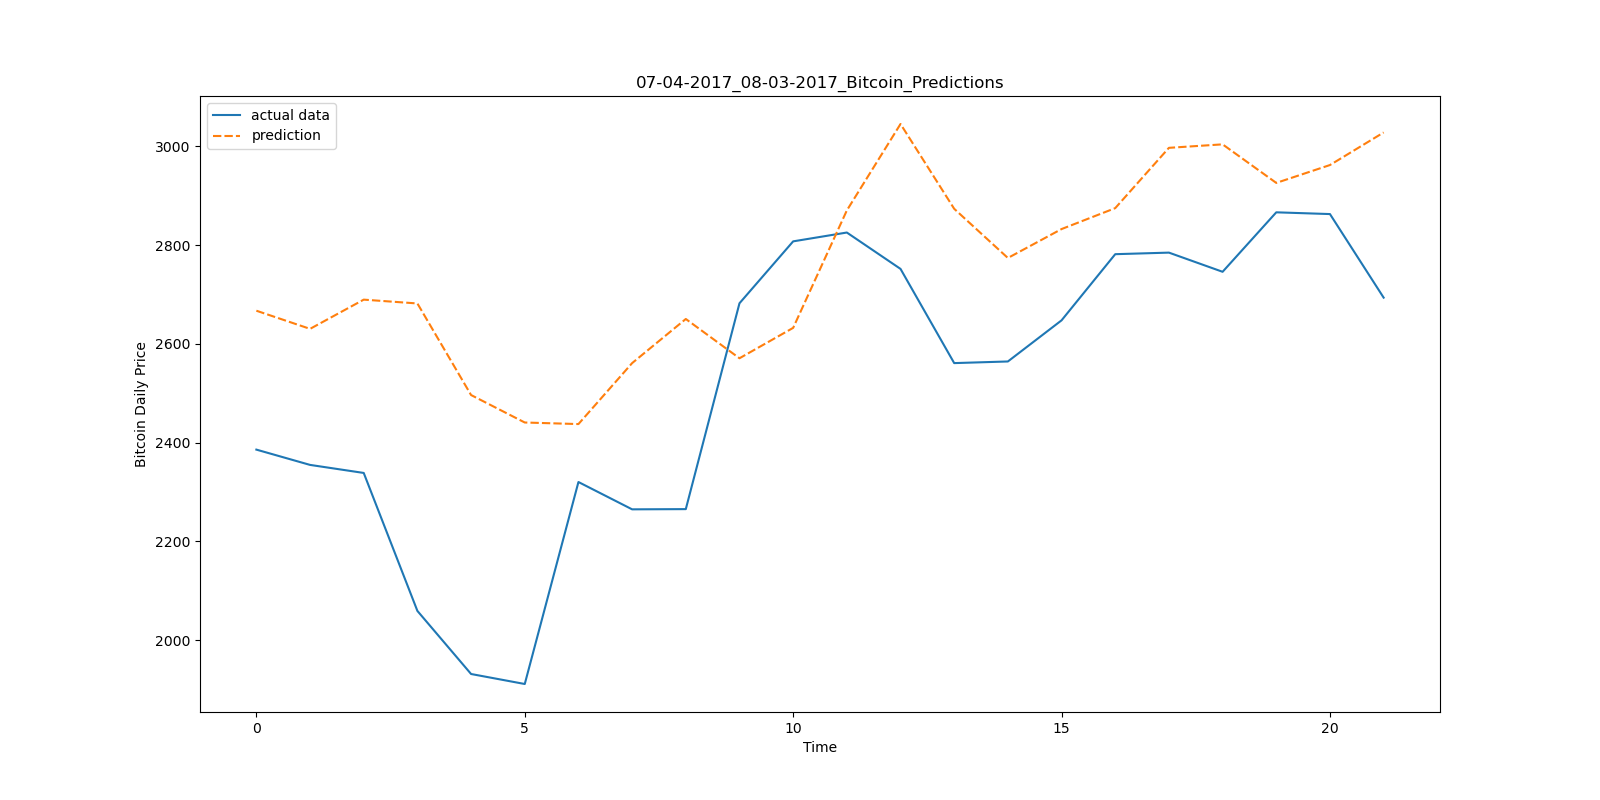 07-04-2017_08-03-2017_Bitcoin_Predictions
actual data
prediction
3000
2800
2600
2400
2200
2000
Bitcoin Daily Price
0 5 10 15 20
Time